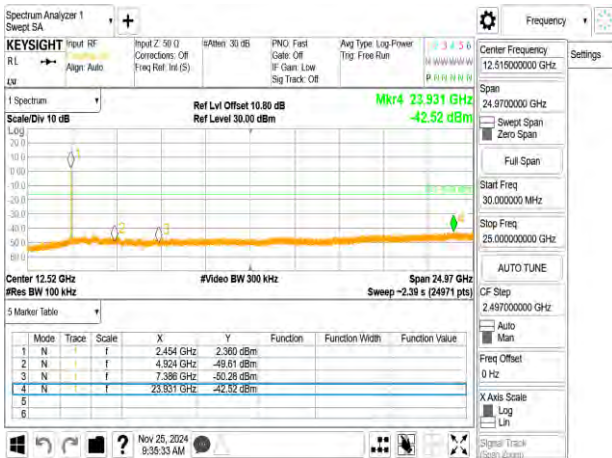 Spectrum Analyzer 1
Swept SA
Frequency
KEYSIGHT
Input: RF
Input Z: 50 Ω
#Atten: 30 dB
PNO: Fast
Avg Type: Log-Power
RL
Align: Auto
Corrections: Off
Freq Ref: Int (S)
Gate: Off
IF Gain: Low
Sig Track: Off
Trig: Free Run
Center Frequency
12.515000000 GHz
Settings
1 Spectrum
Scale/Div 10 dB
Ref Lvl Offset 10.80 dB
Ref Level 30.00 dBm
Mkr4 23.931 GHz
-42.52 dBm
Span
24.9700000 GHz
Swept Span
Zero Span
Full Span
Log
1
2
3
4
Start Freq
30.000000 MHz
Stop Freq
25.000000000 GHz
AUTO TUNE
Center 12.52 GHz
#Res BW 100 kHz
#Video BW 300 kHz
Span 24.97 GHz
Sweep ~2.39 s (24971 pts)
CF Step
2.497000000 GHz
Auto
Man
5 Marker Table
Mode Trace Scale X Y Function Function Width Function Value
1 N 1 f 2.454 GHz 2.360 dBm
2 N 1 f 4.924 GHz -49.61 dBm
3 N 1 f 7.386 GHz -50.28 dBm
4 N 1 f 23.931 GHz -42.52 dBm
5
6
Freq Offset
0 Hz
X Axis Scale
Log
Lin
Signal Track
(Span Zoom)
Nov 25, 2024
9:35:33 AM